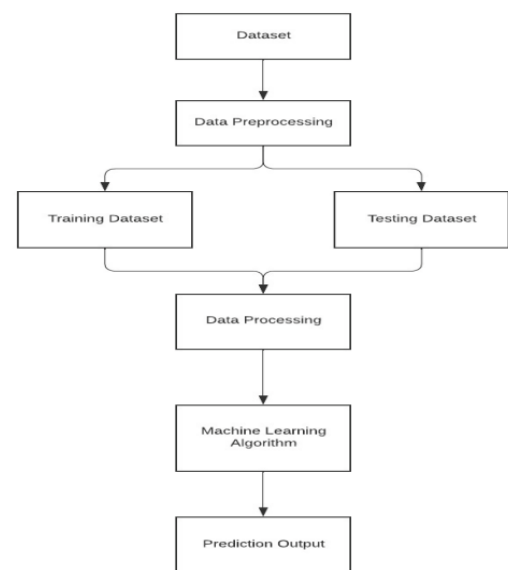 Dataset
Data Preprocessing
Training Dataset
Testing Dataset
Data Processing
Machine Learning
Algorithm
Prediction Output